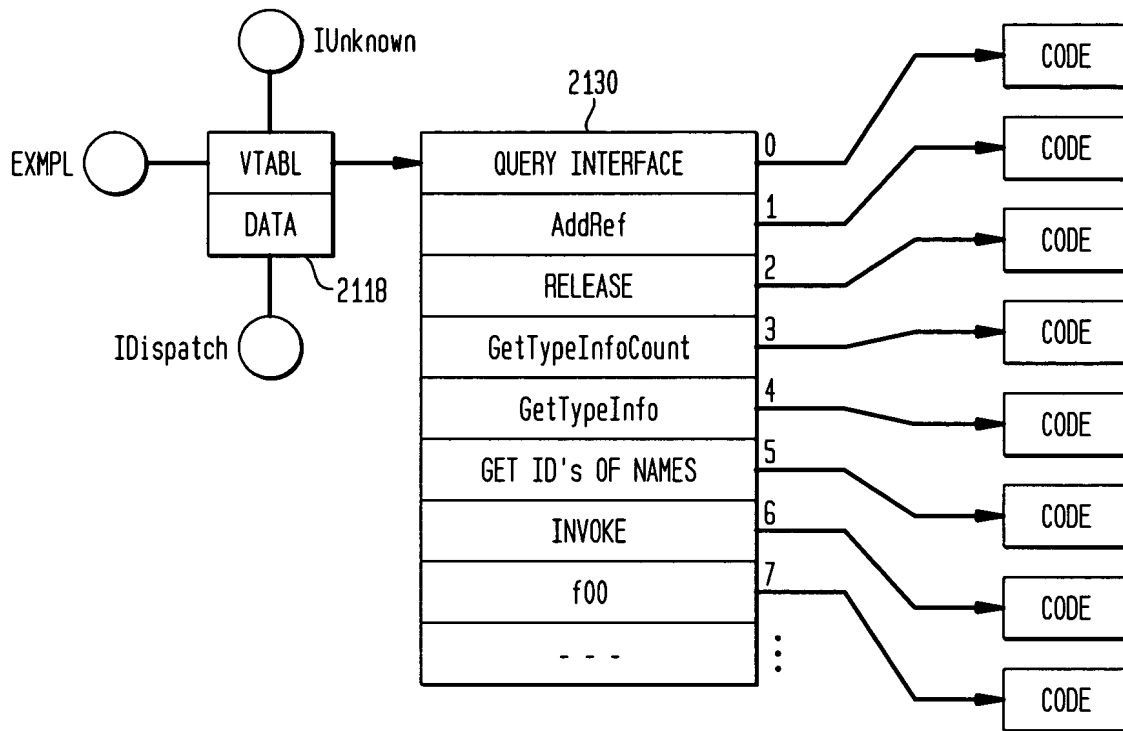 IUnknown
EXMPL
VTABL
DATA
2118
IDispatch
2130
QUERY INTERFACE
0
AddRef
1
RELEASE
2
GetTypeInfoCount
3
GetTypeInfo
4
GET ID's OF NAMES
5
INVOKE
6
f00
7
- - -
CODE
CODE
CODE
CODE
CODE
CODE
CODE
CODE